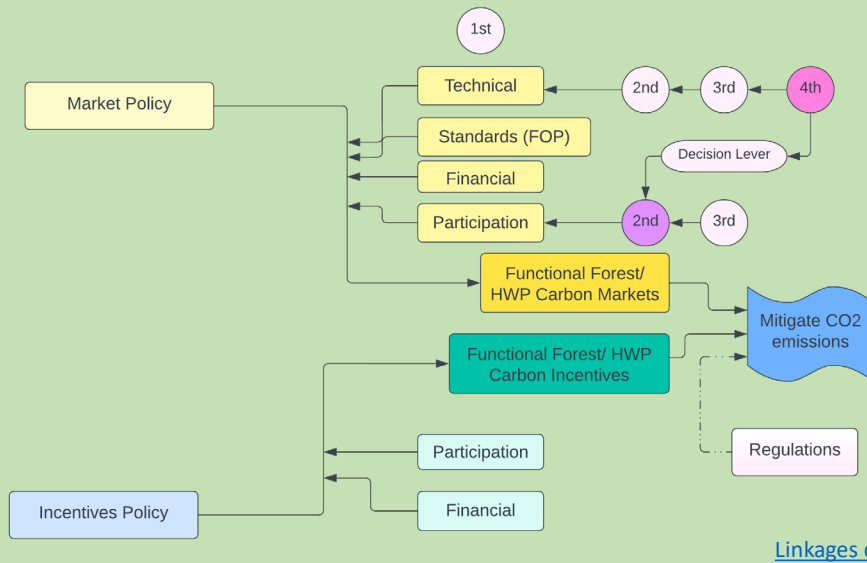 1st
Technical
2nd
3rd
4th
Market Policy
Standards (FOP)
Decision Lever
Financial
Participation
2nd
3rd
Functional Forest/
HWP Carbon Markets
Mitigate CO2
emissions
Functional Forest/ HWP
Carbon Incentives
Participation
Regulations
Incentives Policy
Financial
Linkages